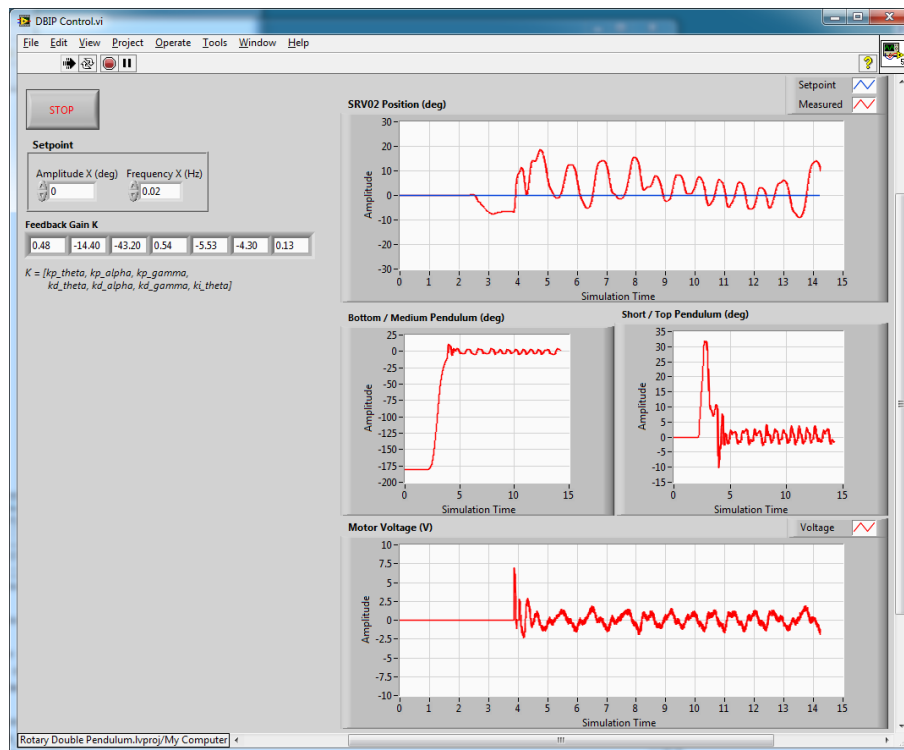 DBIP Control.vi
File Edit View Project Operate Tools Window Help
STOP
Setpoint
Amplitude X (deg) Frequency X (Hz)
0 0.02
Feedback Gain K
0.48 -14.40 -43.20 0.54 -5.53 -4.30 0.13
K = [kp_theta, kp_alpha, kp_gamma,
kd_theta, kd_alpha, kd_gamma, ki_theta]
Setpoint
Measured
SRV02 Position (deg)
Amplitude
30
20
10
0
-10
-20
-30
0 1 2 3 4 5 6 7 8 9 10 11 12 13 14 15
Simulation Time
Bottom / Medium Pendulum (deg)
Amplitude
25
0
-25
-50
-75
-100
-125
-150
-175
-200
0 5 10 15
Simulation Time
Short / Top Pendulum (deg)
Amplitude
35
30
25
20
15
10
5
0
-5
-10
-15
0 5 10 15
Simulation Time
Motor Voltage (V)
Voltage
Amplitude
10
7.5
5
2.5
0
-2.5
-5
-7.5
-10
0 1 2 3 4 5 6 7 8 9 10 11 12 13 14 15
Simulation Time
Rotary Double Pendulum.lvproj/My Computer